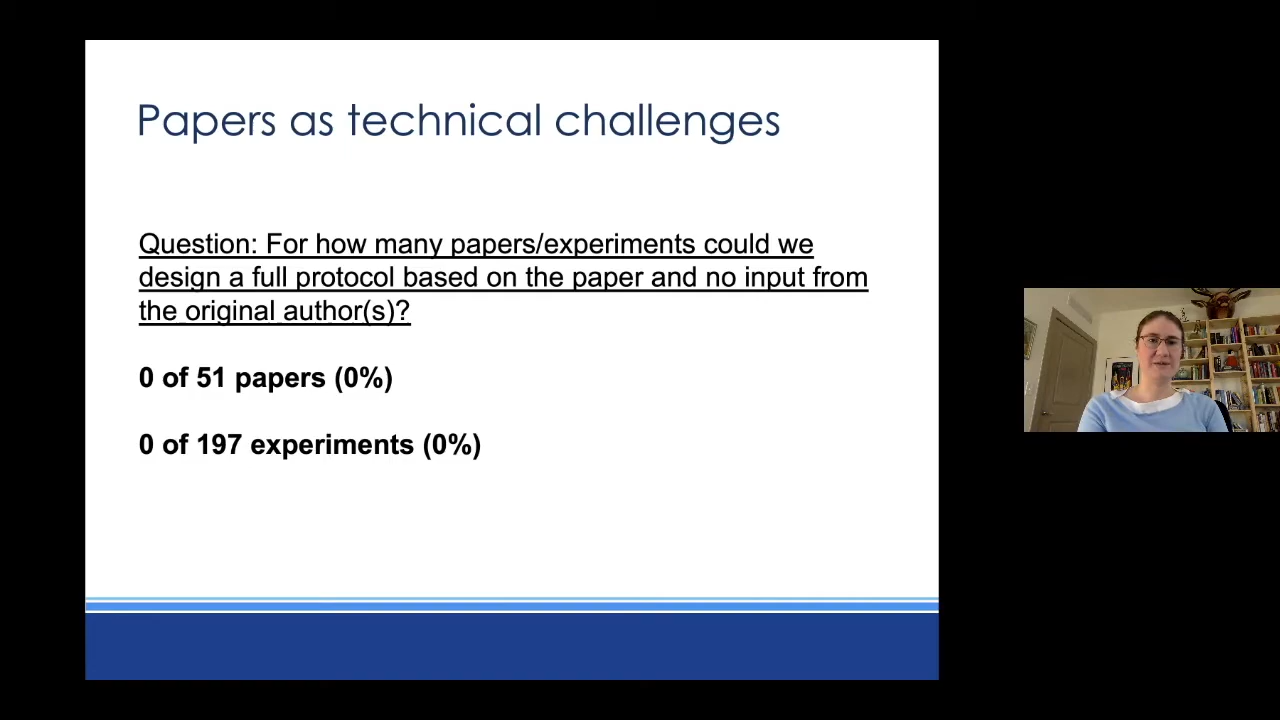 Papers as technical challenges
Question: For how many papers/experiments could we
design a full protocol based on the paper and no input from
the original author(s)?
0 of 51 papers (0%)
0 of 197 experiments (0%)